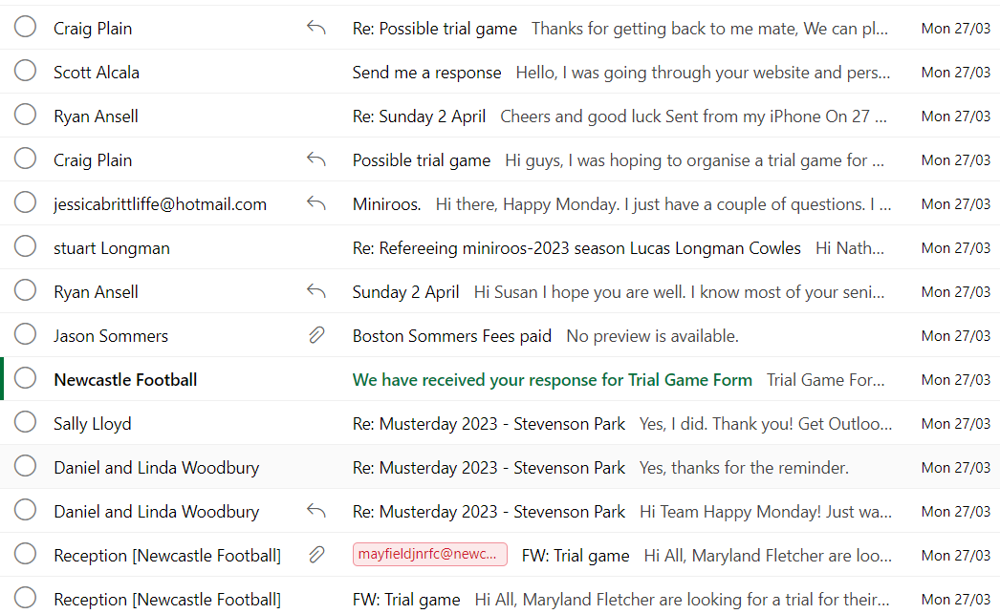 Craig Plain Re: Possible trial game Thanks for getting back to me mate, We can pl... Mon 27/03
Scott Alcala Send me a response Hello, I was going through your website and pers... Mon 27/03
Ryan Ansell Re: Sunday 2 April Cheers and good luck Sent from my iPhone On 27 ... Mon 27/03
Craig Plain Possible trial game Hi guys, I was hoping to organise a trial game for ... Mon 27/03
jessicabrittliffe@hotmail.com Miniroos. Hi there, Happy Monday. I just have a couple of questions. I ... Mon 27/03
stuart Longman Re: Refereeing miniroos-2023 season Lucas Longman Cowles Hi Nath... Mon 27/03
Ryan Ansell Sunday 2 April Hi Susan I hope you are well. I know most of your seni... Mon 27/03
Jason Sommers Boston Sommers Fees paid No preview is available. Mon 27/03
Newcastle Football We have received your response for Trial Game Form Trial Game For... Mon 27/03
Sally Lloyd Re: Musterday 2023 - Stevenson Park Yes, I did. Thank you! Get Outloo... Mon 27/03
Daniel and Linda Woodbury Re: Musterday 2023 - Stevenson Park Yes, thanks for the reminder. Mon 27/03
Daniel and Linda Woodbury Re: Musterday 2023 - Stevenson Park Hi Team Happy Monday! Just wa... Mon 27/03
Reception [Newcastle Football] mayfieldjnrfc@newc... FW: Trial game Hi All, Maryland Fletcher are loo... Mon 27/03
Reception [Newcastle Football] FW: Trial game Hi All, Maryland Fletcher are looking for a trial for their... Mon 27/03